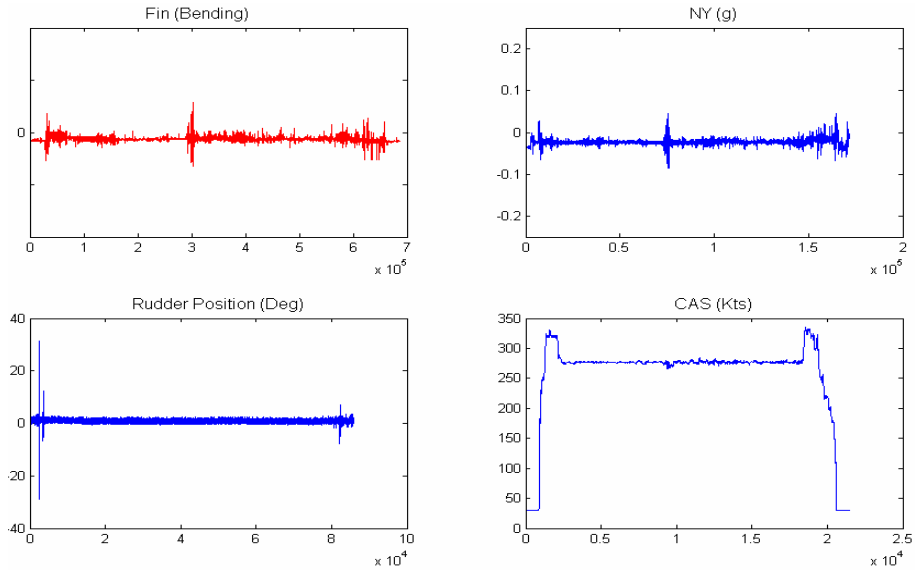 Fin (Bending)
0
0 1 2 3 4 5 6 7
x 10^5
NY (g)
0.2
0.1
0
-0.1
-0.2
0 0.5 1 1.5 2
x 10^5
Rudder Position (Deg)
40
20
0
-20
-40
0 2 4 6 8 10
x 10^4
CAS (Kts)
350
300
250
200
150
100
50
0
0 0.5 1 1.5 2 2.5
x 10^4